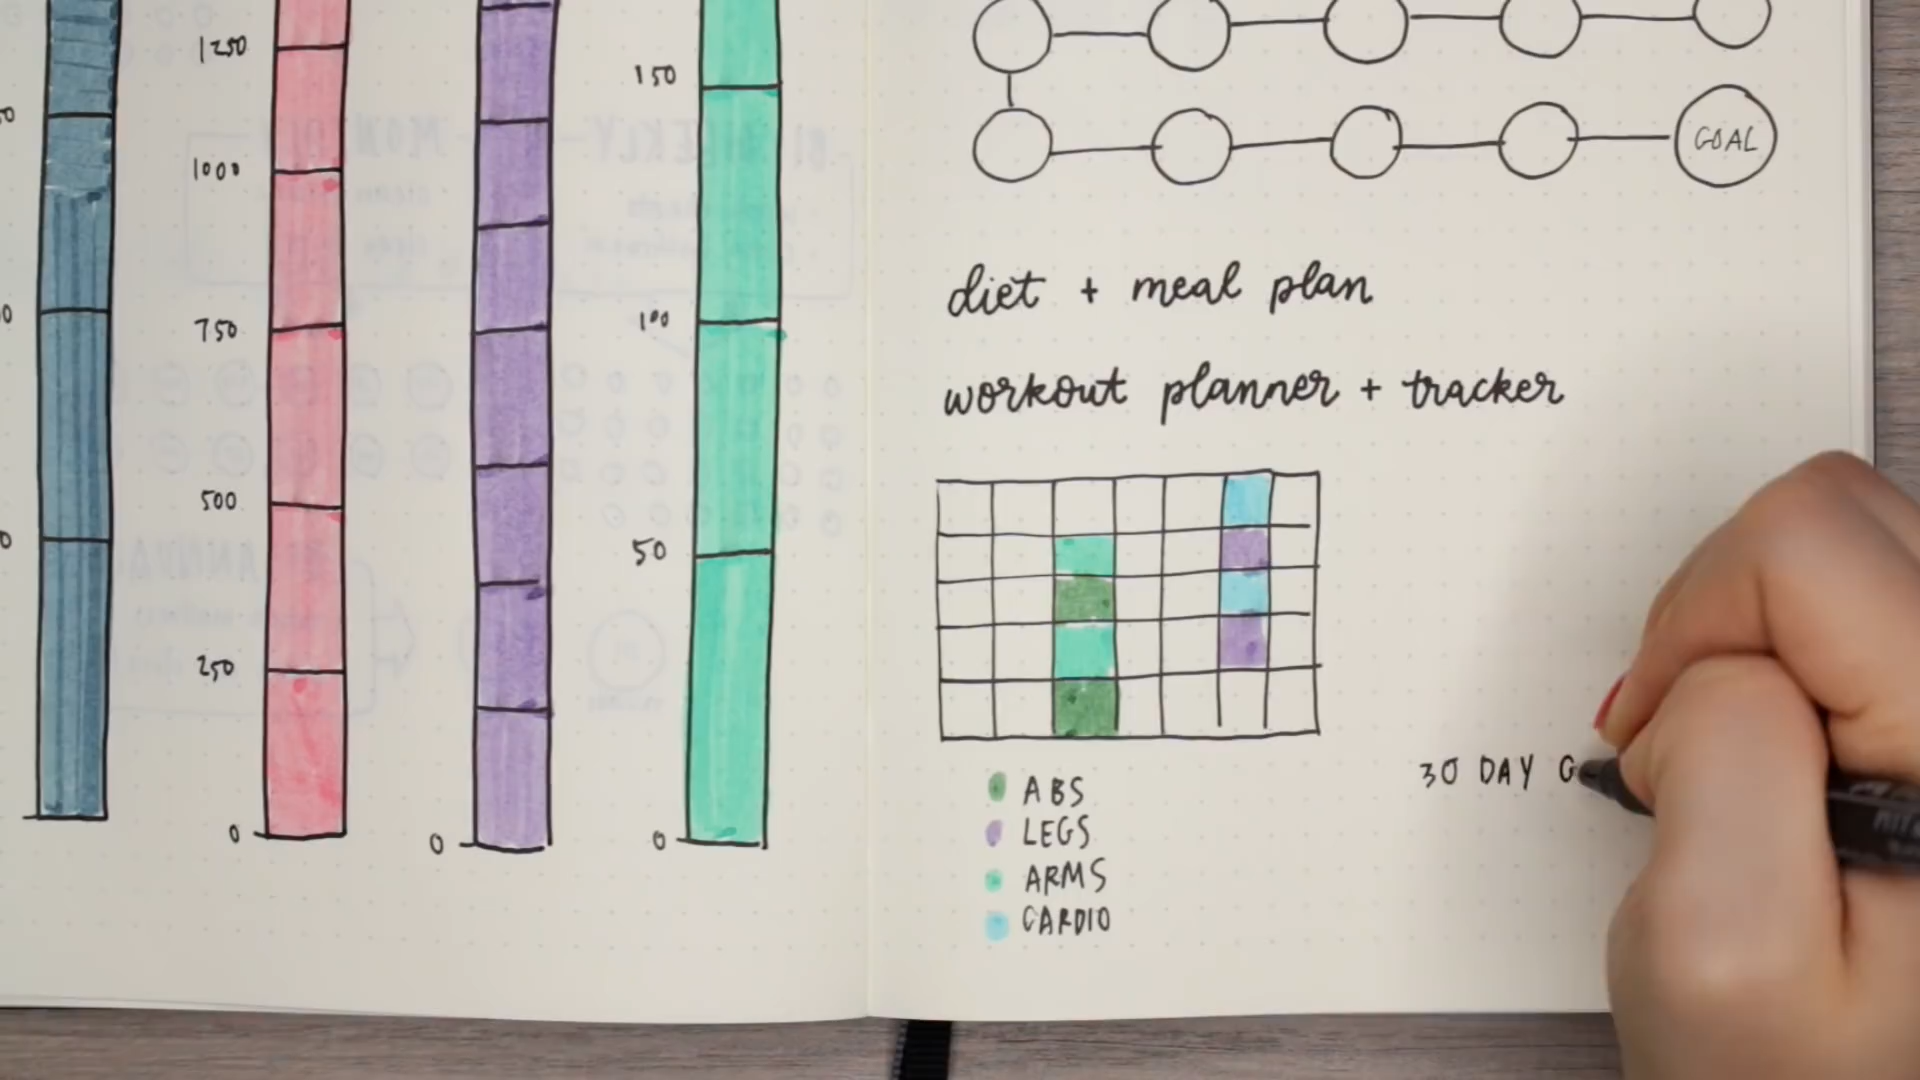 1250
1000
750
500
250
0
0
150
100
50
0
GOAL
diet + meal plan
workout planner + tracker
ABS
LEGS
ARMS
CARDIO
30 DAY G